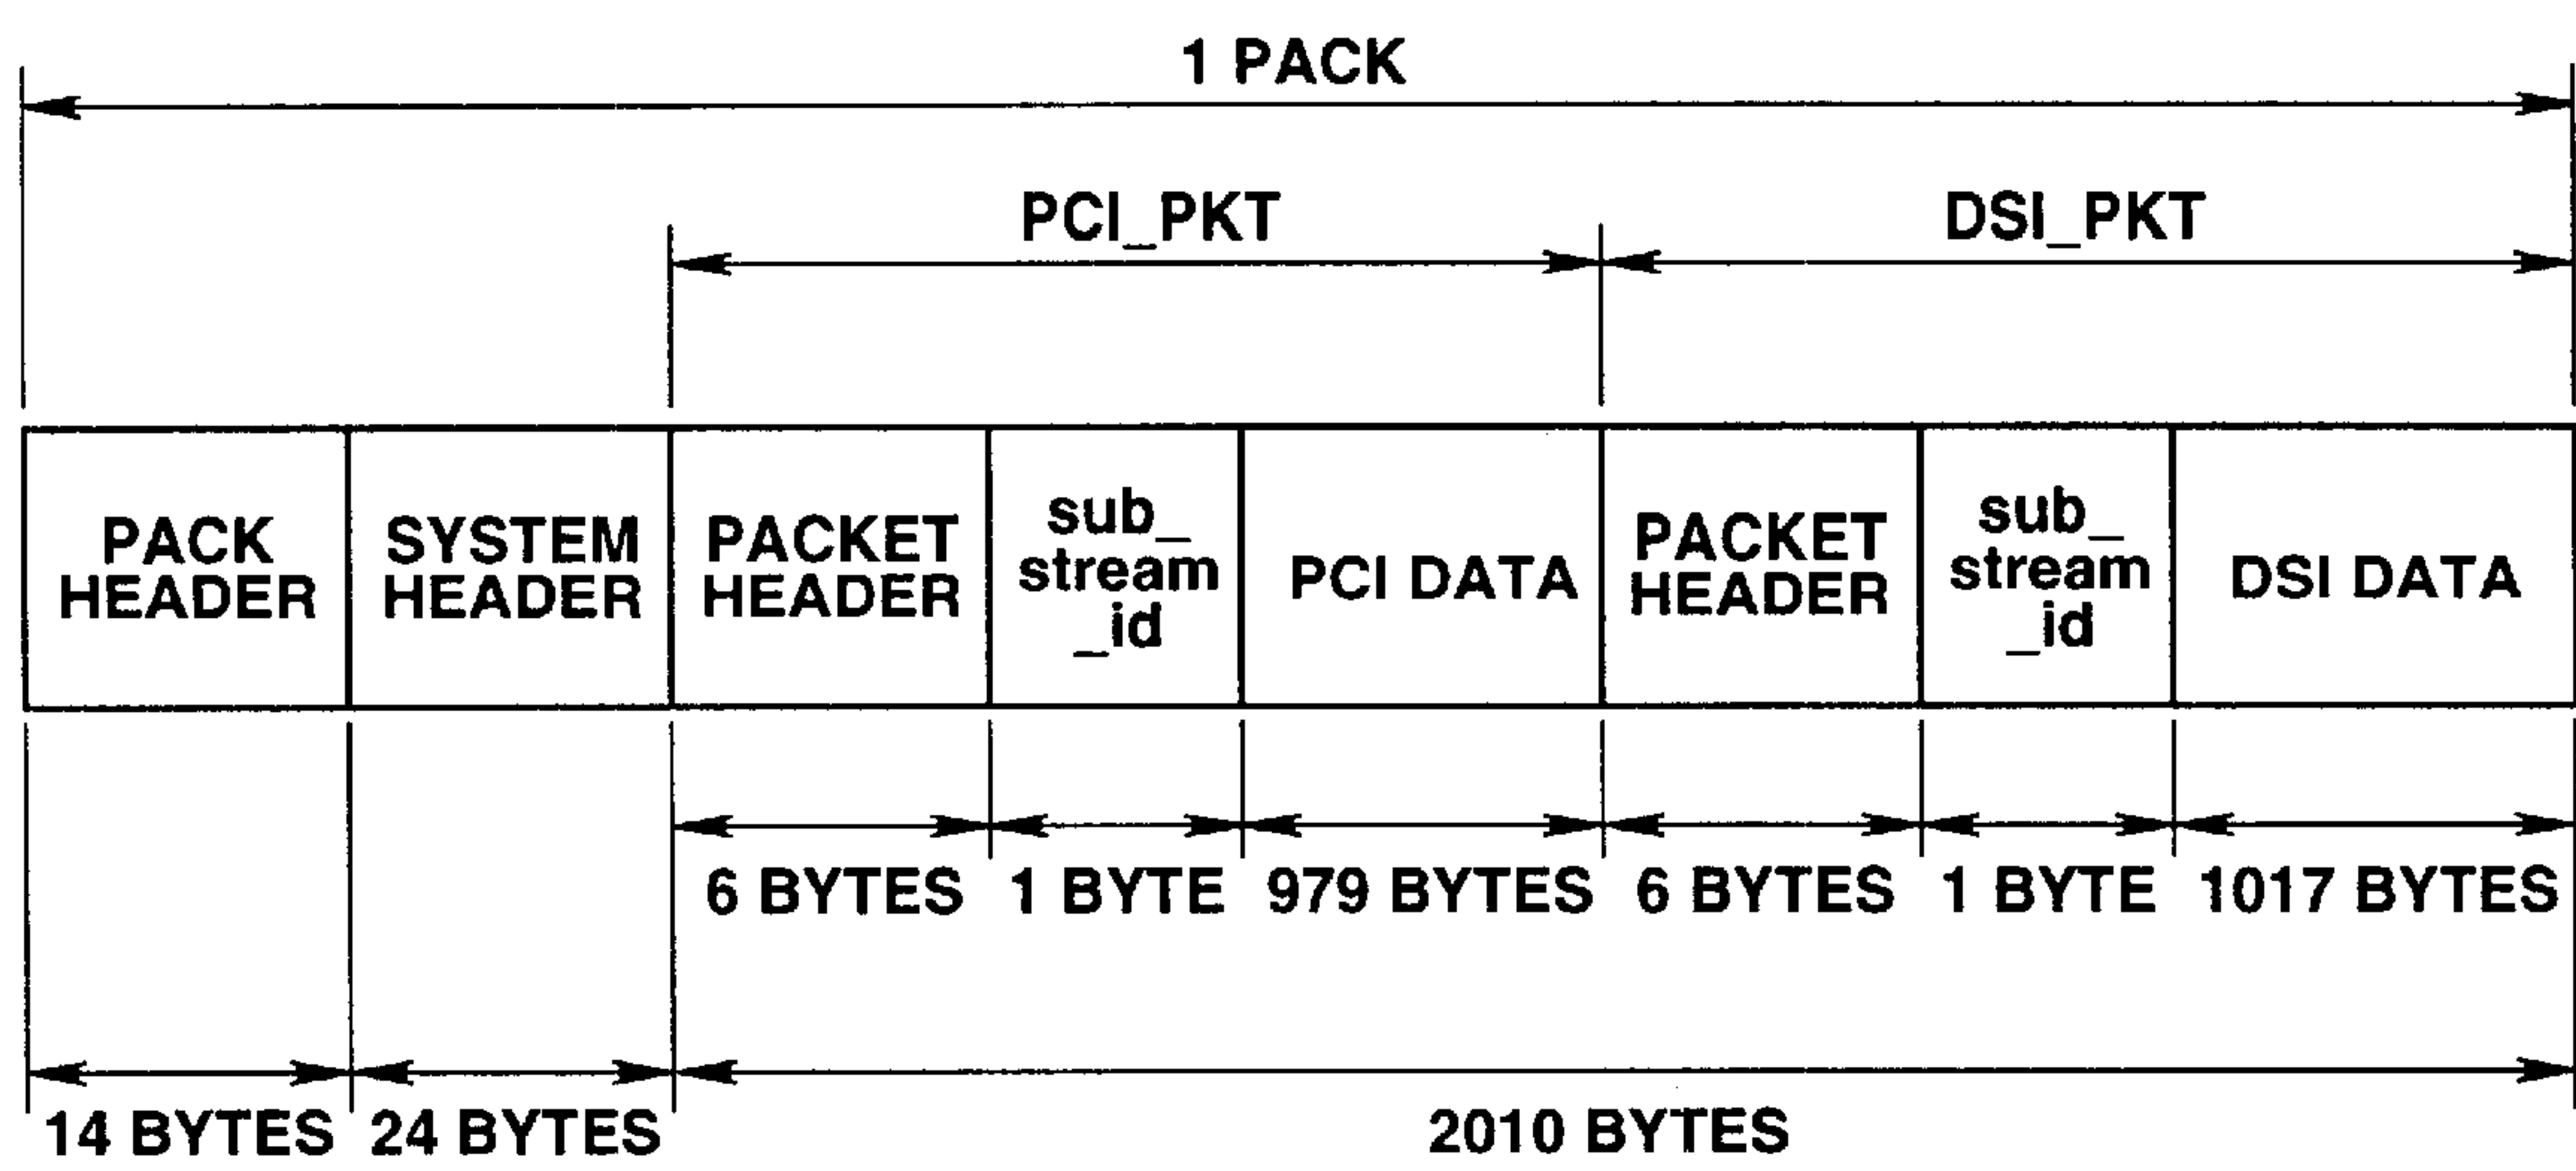 1 PACK
PCI_PKT
DSI_PKT
PACK
HEADER
SYSTEM
HEADER
PACKET
HEADER
sub_
stream
_id
PCI DATA
PACKET
HEADER
sub_
stream
_id
DSI DATA
6 BYTES
1 BYTE
979 BYTES
6 BYTES
1 BYTE
1017 BYTES
14 BYTES
24 BYTES
2010 BYTES